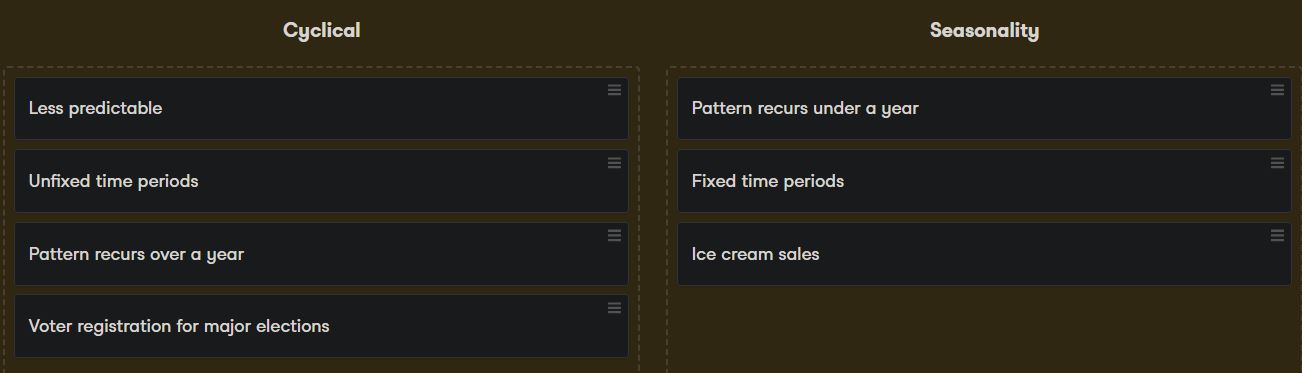 Cyclical
Seasonality
Less predictable
Unfixed time periods
Pattern recurs over a year
Voter registration for major elections
Pattern recurs under a year
Fixed time periods
Ice cream sales